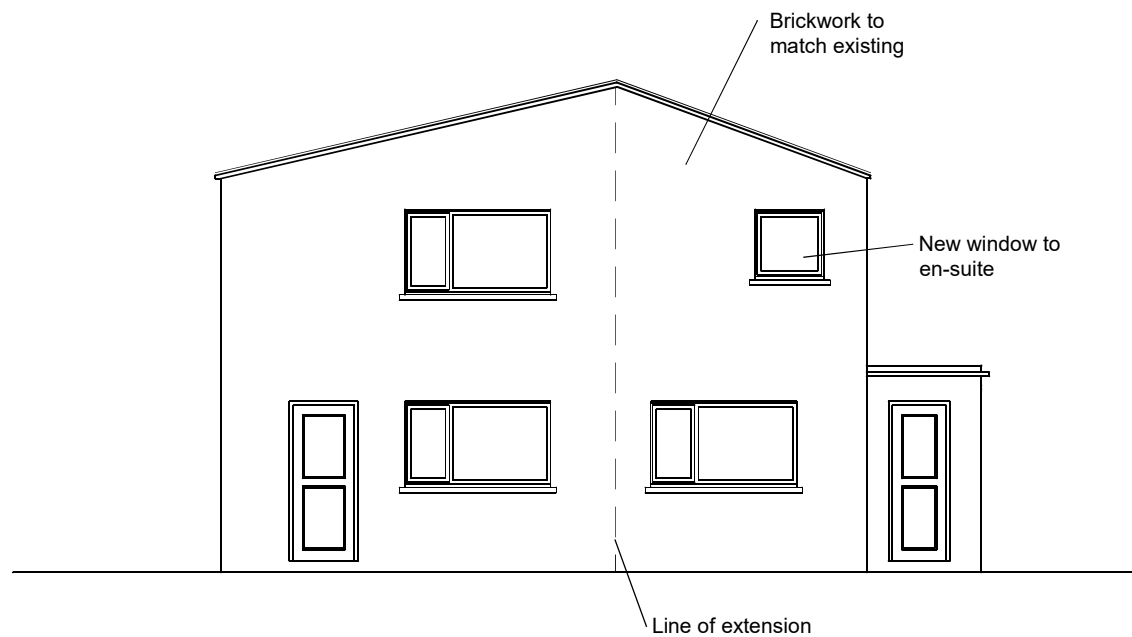 Brickwork to
match existing
New window to
en-suite
Line of extension